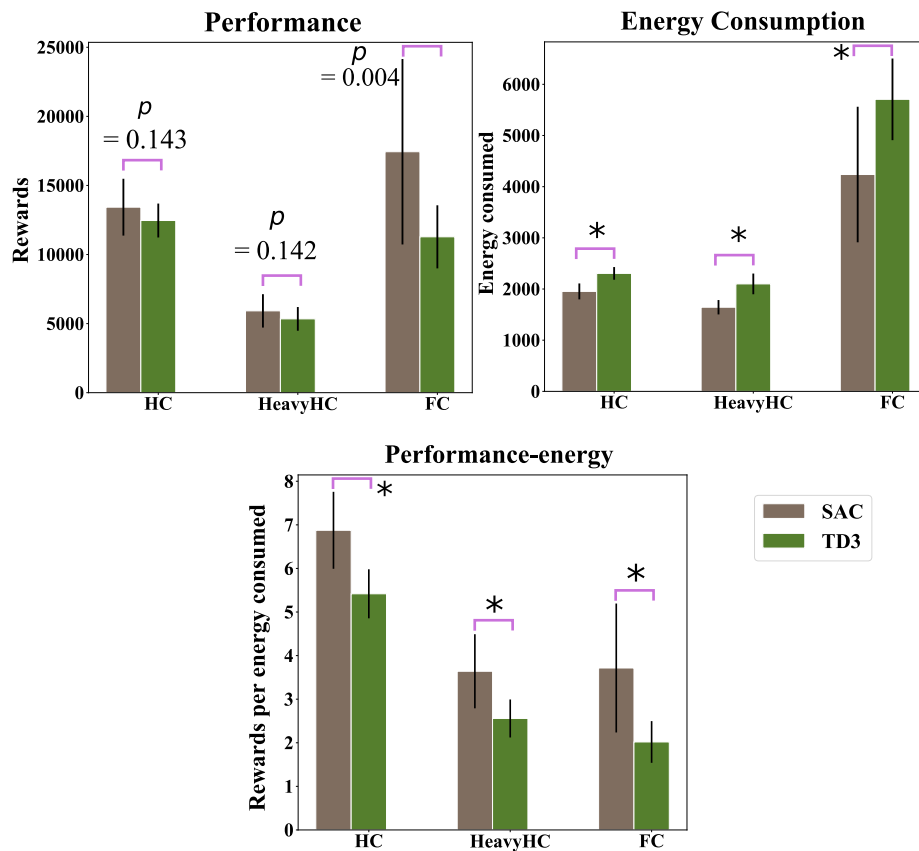 Performance
25000
20000
15000
10000
5000
0
Rewards
p
= 0.143
p
= 0.142
p
= 0.004
HC
HeavyHC
FC
Energy Consumption
6000
5000
4000
3000
2000
1000
0
Energy consumed
*
*
*
HC
HeavyHC
FC
Performance-energy
8
7
6
5
4
3
2
1
0
Rewards per energy consumed
*
*
*
HC
HeavyHC
FC
SAC
TD3